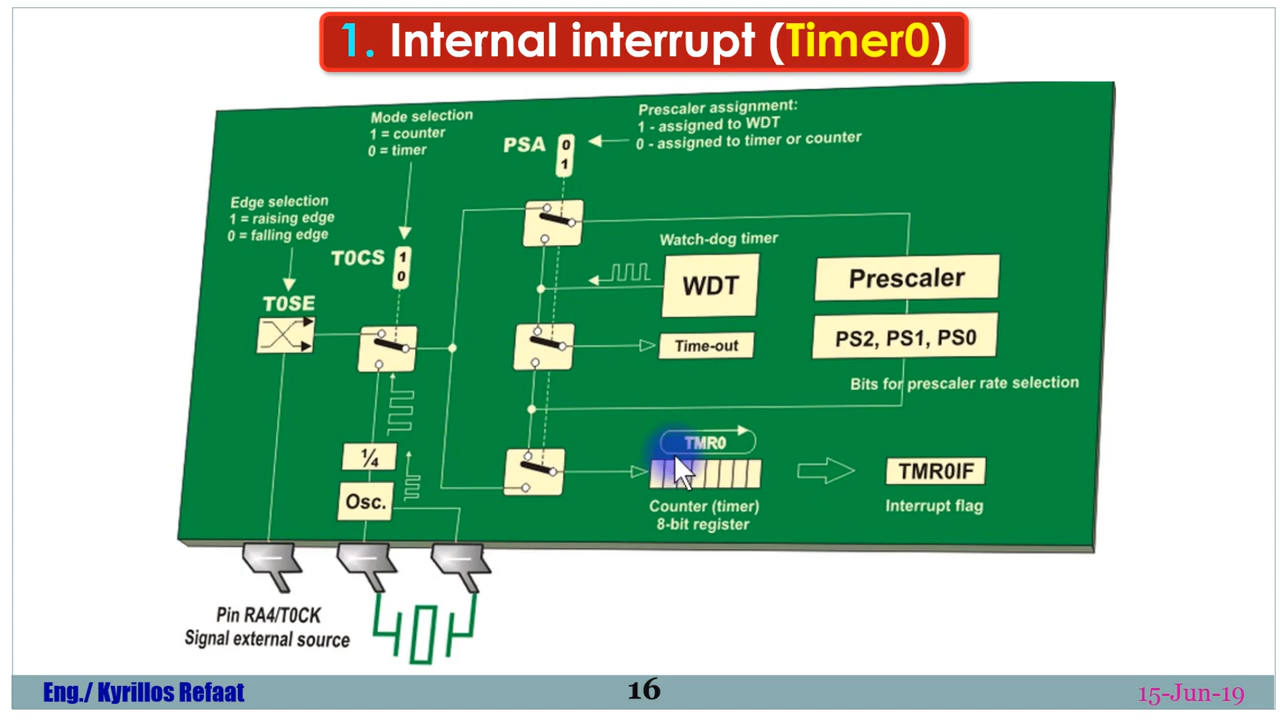 1. Internal interrupt (Timer0)
Mode selection
1 = counter
0 = timer
Prescaler assignment:
1 - assigned to WDT
0 - assigned to timer or counter
PSA
0
1
Edge selection
1 = raising edge
0 = falling edge
T0CS
1
0
T0SE
Watch-dog timer
WDT
Prescaler
PS2, PS1, PS0
Time-out
Bits for prescaler rate selection
TMR0
¼
Osc.
TMR0IF
Counter (timer)
8-bit register
Interrupt flag
Pin RA4/T0CK
Signal external source
Eng./ Kyrillos Refaat
16
15-Jun-19